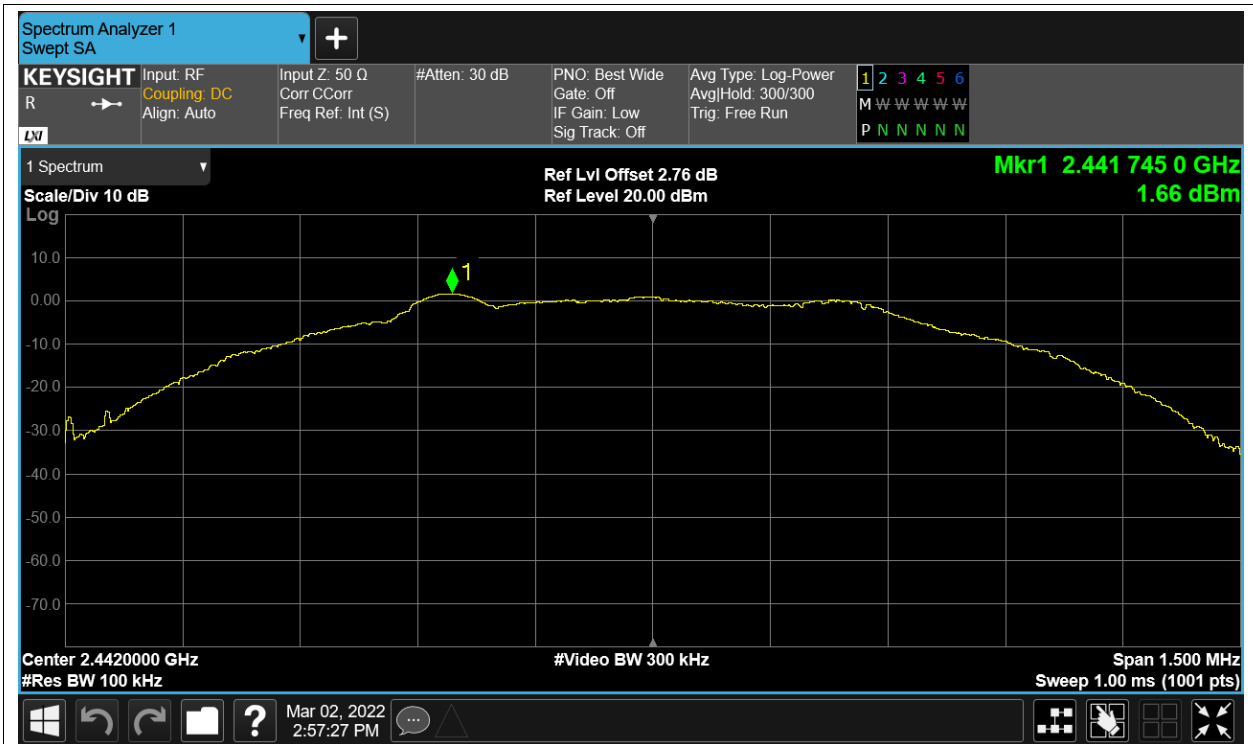 Spectrum Analyzer 1
Swept SA
KEYSIGHT
R
LXI
Input: RF
Coupling: DC
Align: Auto
Input Z: 50 Ω
Corr CCorr
Freq Ref: Int (S)
#Atten: 30 dB
PNO: Best Wide
Gate: Off
IF Gain: Low
Sig Track: Off
Avg Type: Log-Power
Avg|Hold: 300/300
Trig: Free Run
1 2 3 4 5 6
M W W W W W
P N N N N N
1 Spectrum
Scale/Div 10 dB
Log
Ref Lvl Offset 2.76 dB
Ref Level 20.00 dBm
Mkr1 2.441 745 0 GHz
1.66 dBm
1
10.0
0.00
-10.0
-20.0
-30.0
-40.0
-50.0
-60.0
-70.0
Center 2.4420000 GHz
#Video BW 300 kHz
Span 1.500 MHz
#Res BW 100 kHz
Sweep 1.00 ms (1001 pts)
?
Mar 02, 2022
2:57:27 PM